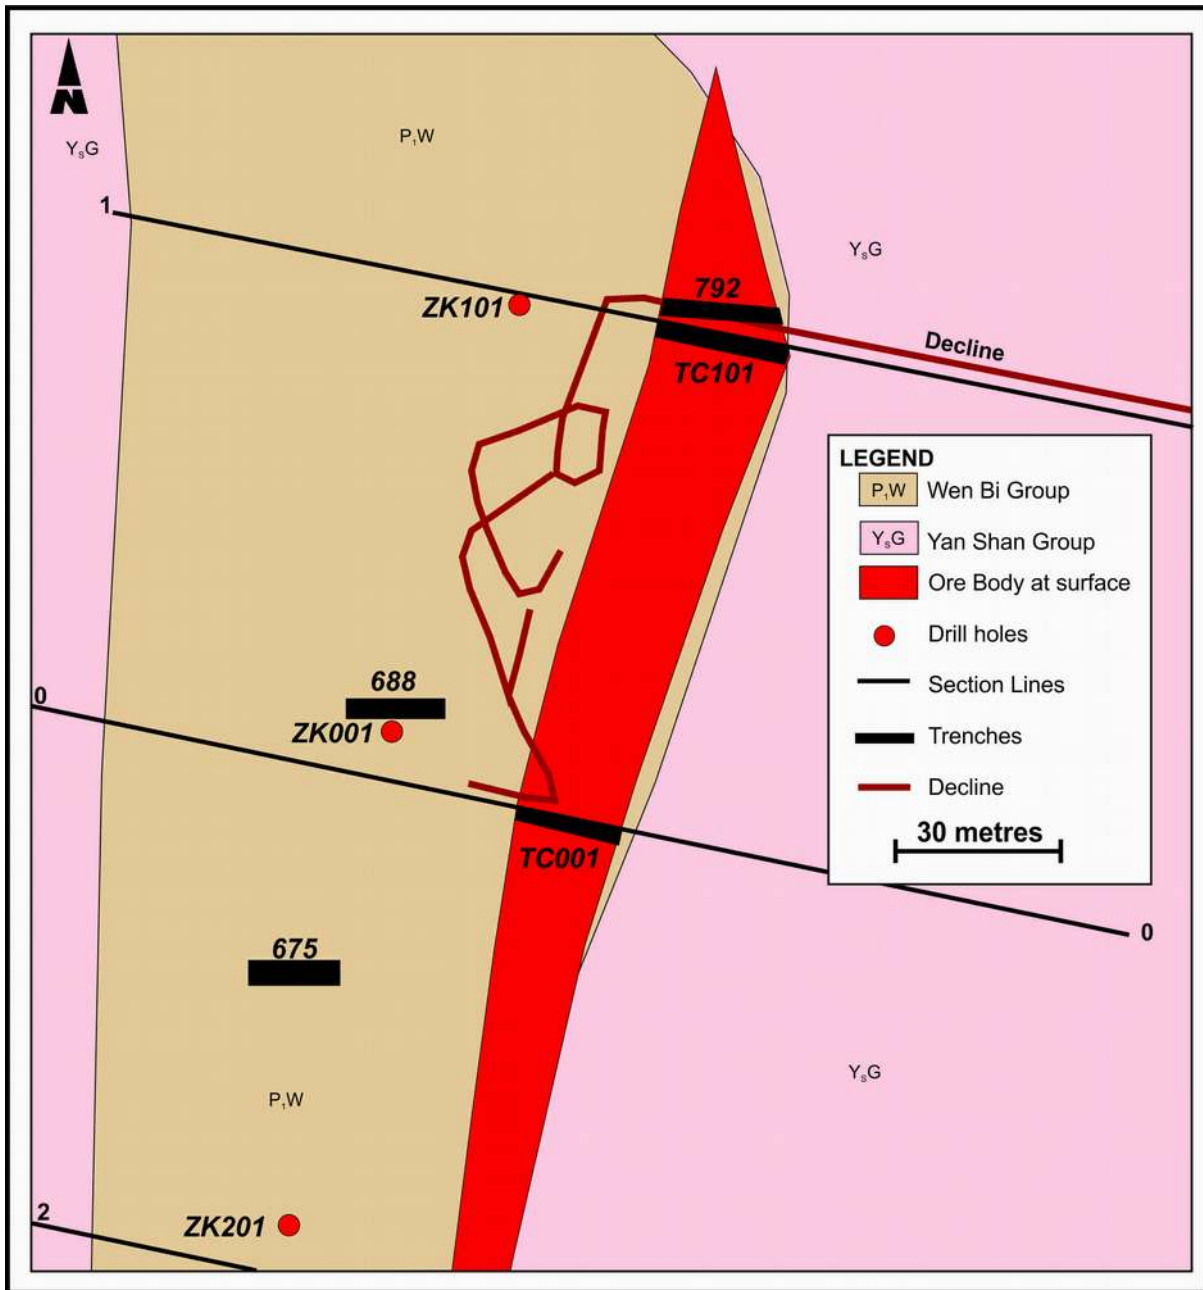 N
YₛG
P₁W
1
YₛG
792
ZK101
Decline
TC101
LEGEND
P₁W Wen Bi Group
YₛG Yan Shan Group
Ore Body at surface
Drill holes
Section Lines
Trenches
Decline
30 metres
688
0
ZK001
TC001
0
675
YₛG
P₁W
2
ZK201